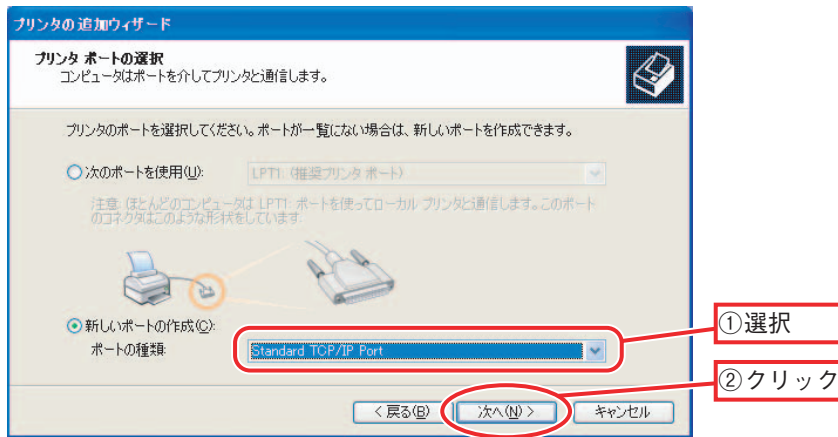 プリンタの追加ウィザード
プリンタ ポートの選択
コンピュータはポートを介してプリンタと通信します。
プリンタのポートを選択してください。ポートが一覧にない場合は、新しいポートを作成できます。
次のポートを使用(U):
LPT1: (推奨プリンタ ポート)
注意: ほとんどのコンピュータは LPT1: ポートを使ってローカル プリンタと通信します。このポート
のコネクタはこのような形状をしています:
新しいポートの作成(C):
ポートの種類:
Standard TCP/IP Port
①選択
②クリック
< 戻る(B)
次へ(N) >
キャンセル